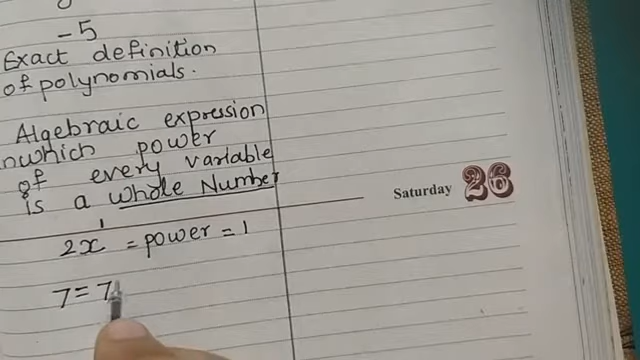 -5
Exact definition
of polynomials.
Algebraic expression
in which power
of every variable
is a whole Number
Saturday 26
2x¹ = power = 1
7 = 7